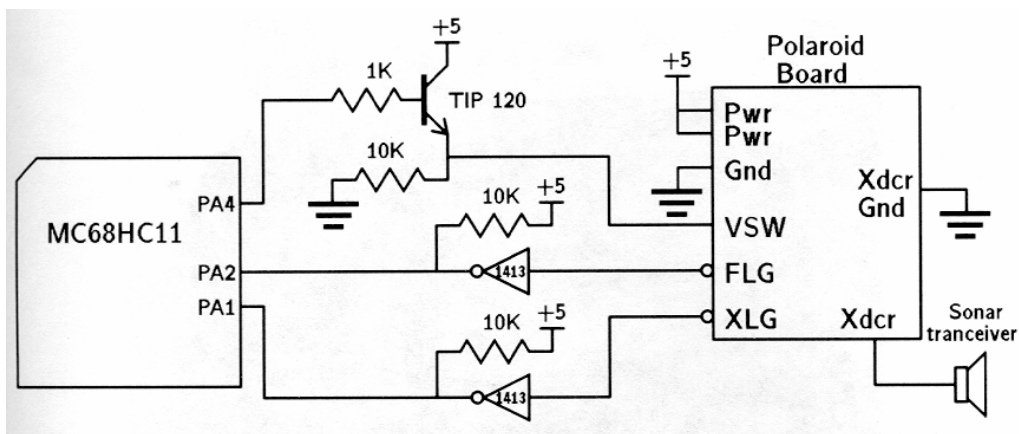 +5
1K
TIP 120
10K
MC68HC11
PA4
PA2
PA1
10K
+5
1413
10K
+5
1413
Polaroid
Board
+5
Pwr
Pwr
Gnd
VSW
FLG
XLG
Xdcr
Gnd
Xdcr
Sonar
tranceiver